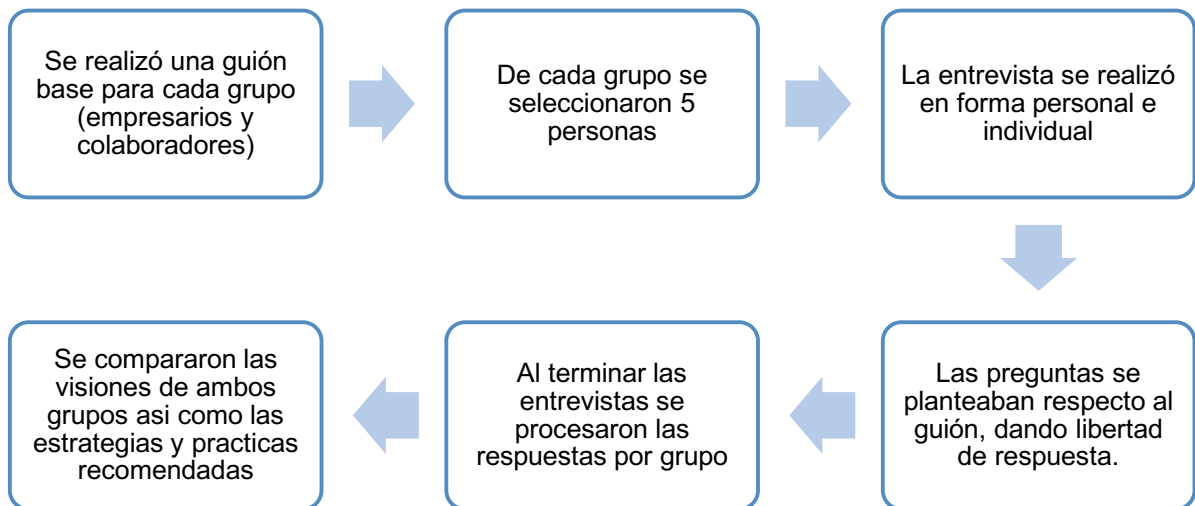 Se realizó una guión
base para cada grupo
(empresarios y
colaboradores)
De cada grupo se
seleccionaron 5
personas
La entrevista se realizó
en forma personal e
individual
Las preguntas se
planteaban respecto al
guión, dando libertad
de respuesta.
Al terminar las
entrevistas se
procesaron las
respuestas por grupo
Se compararon las
visiones de ambos
grupos asi como las
estrategias y practicas
recomendadas